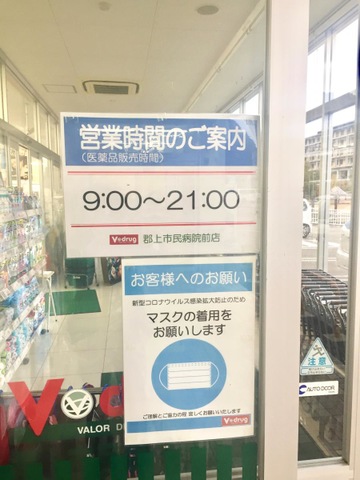 営業時間のご案内
(医薬品販売時間)
9:00～21:00
V・drug 郡上市民病院前店
お客様へのお願い
新型コロナウイルス感染拡大防止のため
マスクの着用を
お願いします
ご理解とご協力の程 宜しくお願いいたします
V・drug
注意
AUTO DOOR
V・d
VALOR D